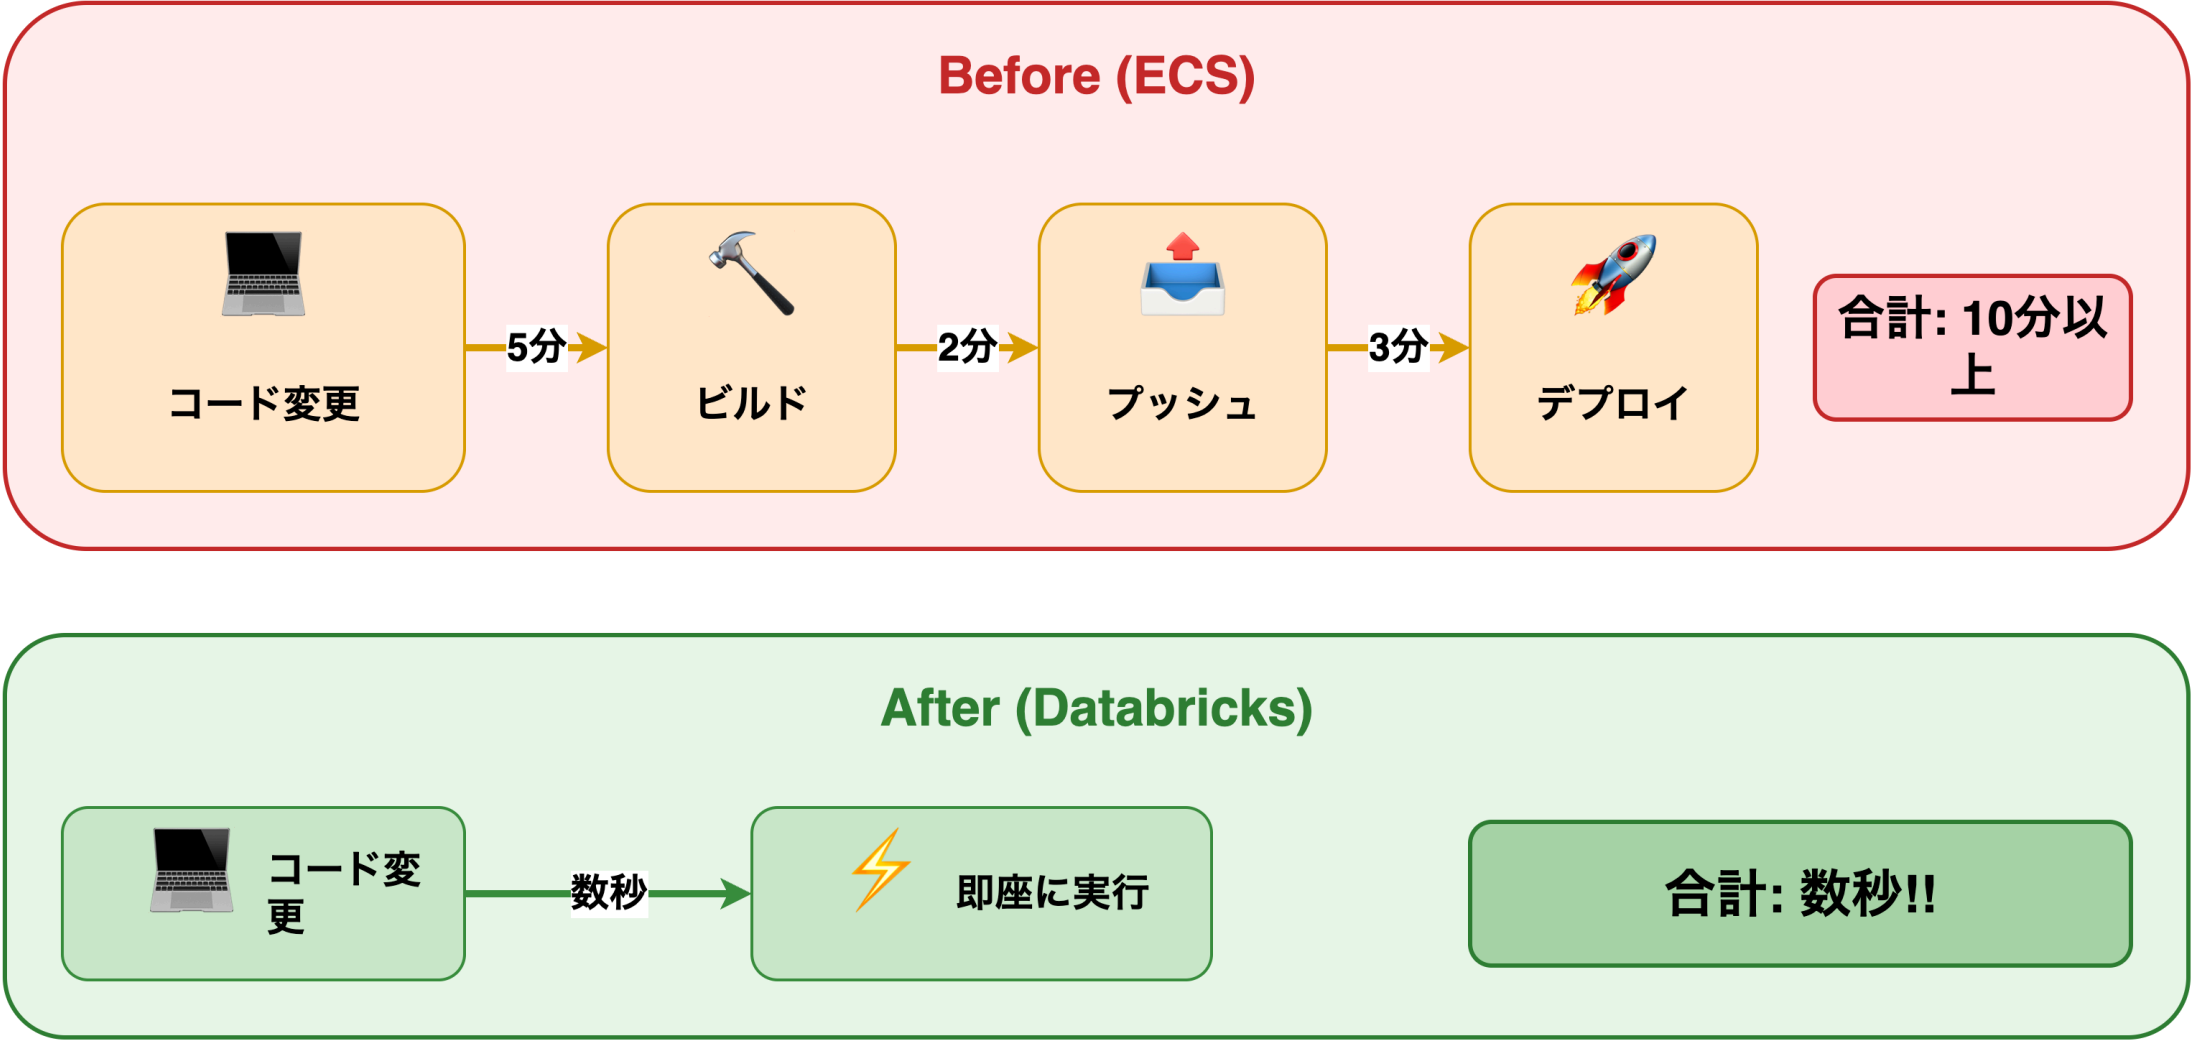 Before (ECS)
コード変更
5分
ビルド
2分
プッシュ
3分
デプロイ
合計: 10分以
上
After (Databricks)
コード変
更
数秒
即座に実行
合計: 数秒!!